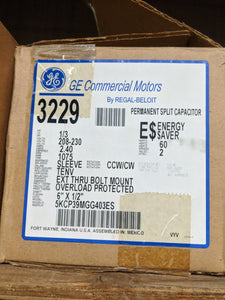 GE Commercial Motors
By REGAL-BELOIT
3229
PERMANENT SPLIT CAPACITOR
E$ ENERGY SAVER
1/3
208-230
60
2.40
2
1075
SLEEVE CCW/CW
TENV
EXT THRU BOLT MOUNT
OVERLOAD PROTECTED
6" X 1/2"
5KCP39MGG403ES
FORT WAYNE, INDIANA U.S.A. ASSEMBLED IN MEXICO
VYV